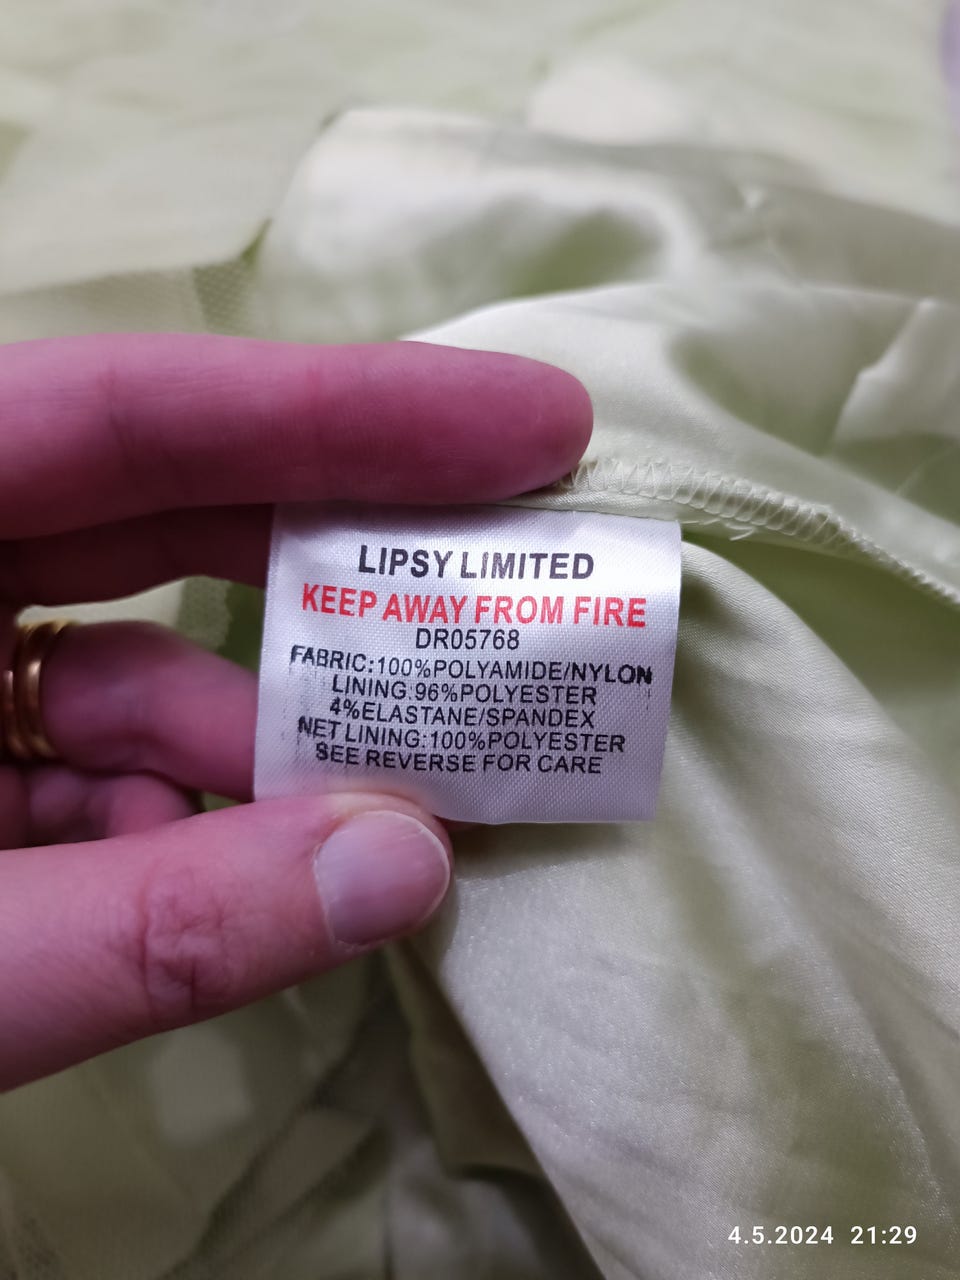 LIPSY LIMITED
KEEP AWAY FROM FIRE
DR05768
FABRIC:100%POLYAMIDE/NYLON
LINING:96%POLYESTER
4%ELASTANE/SPANDEX
NET LINING:100%POLYESTER
SEE REVERSE FOR CARE
4.5.2024 21:29